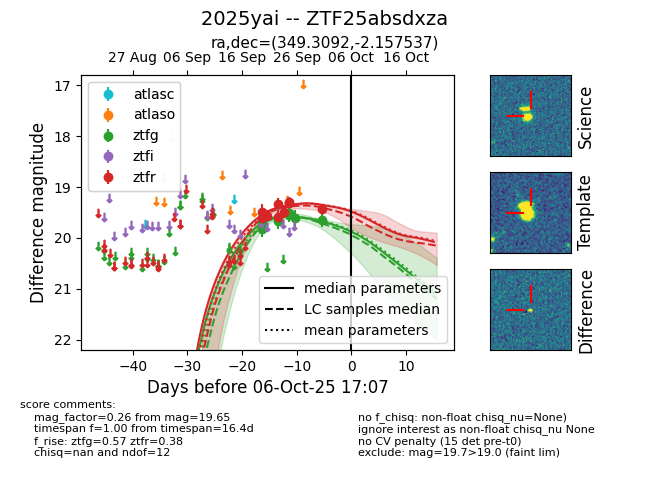 2025yai -- ZTF25absdxza
ra,dec=(349.3092,-2.157537)
27 Aug 06 Sep 16 Sep 26 Sep 06 Oct 16 Oct
17
18
19
20
21
22
Difference magnitude
atlasc
atlaso
ztfg
ztfi
ztfr
median parameters
LC samples median
mean parameters
−40 −30 −20 −10 0 10
Days before 06-Oct-25 17:07
Science
Template
Difference
score comments:
mag_factor=0.26 from mag=19.65
timespan f=1.00 from timespan=16.4d
f_rise: ztfg=0.57 ztfr=0.38
chisq=nan and ndof=12
no f_chisq: non-float chisq_nu=None)
ignore interest as non-float chisq_nu None
no CV penalty (15 det pre-t0)
exclude: mag=19.7>19.0 (faint lim)